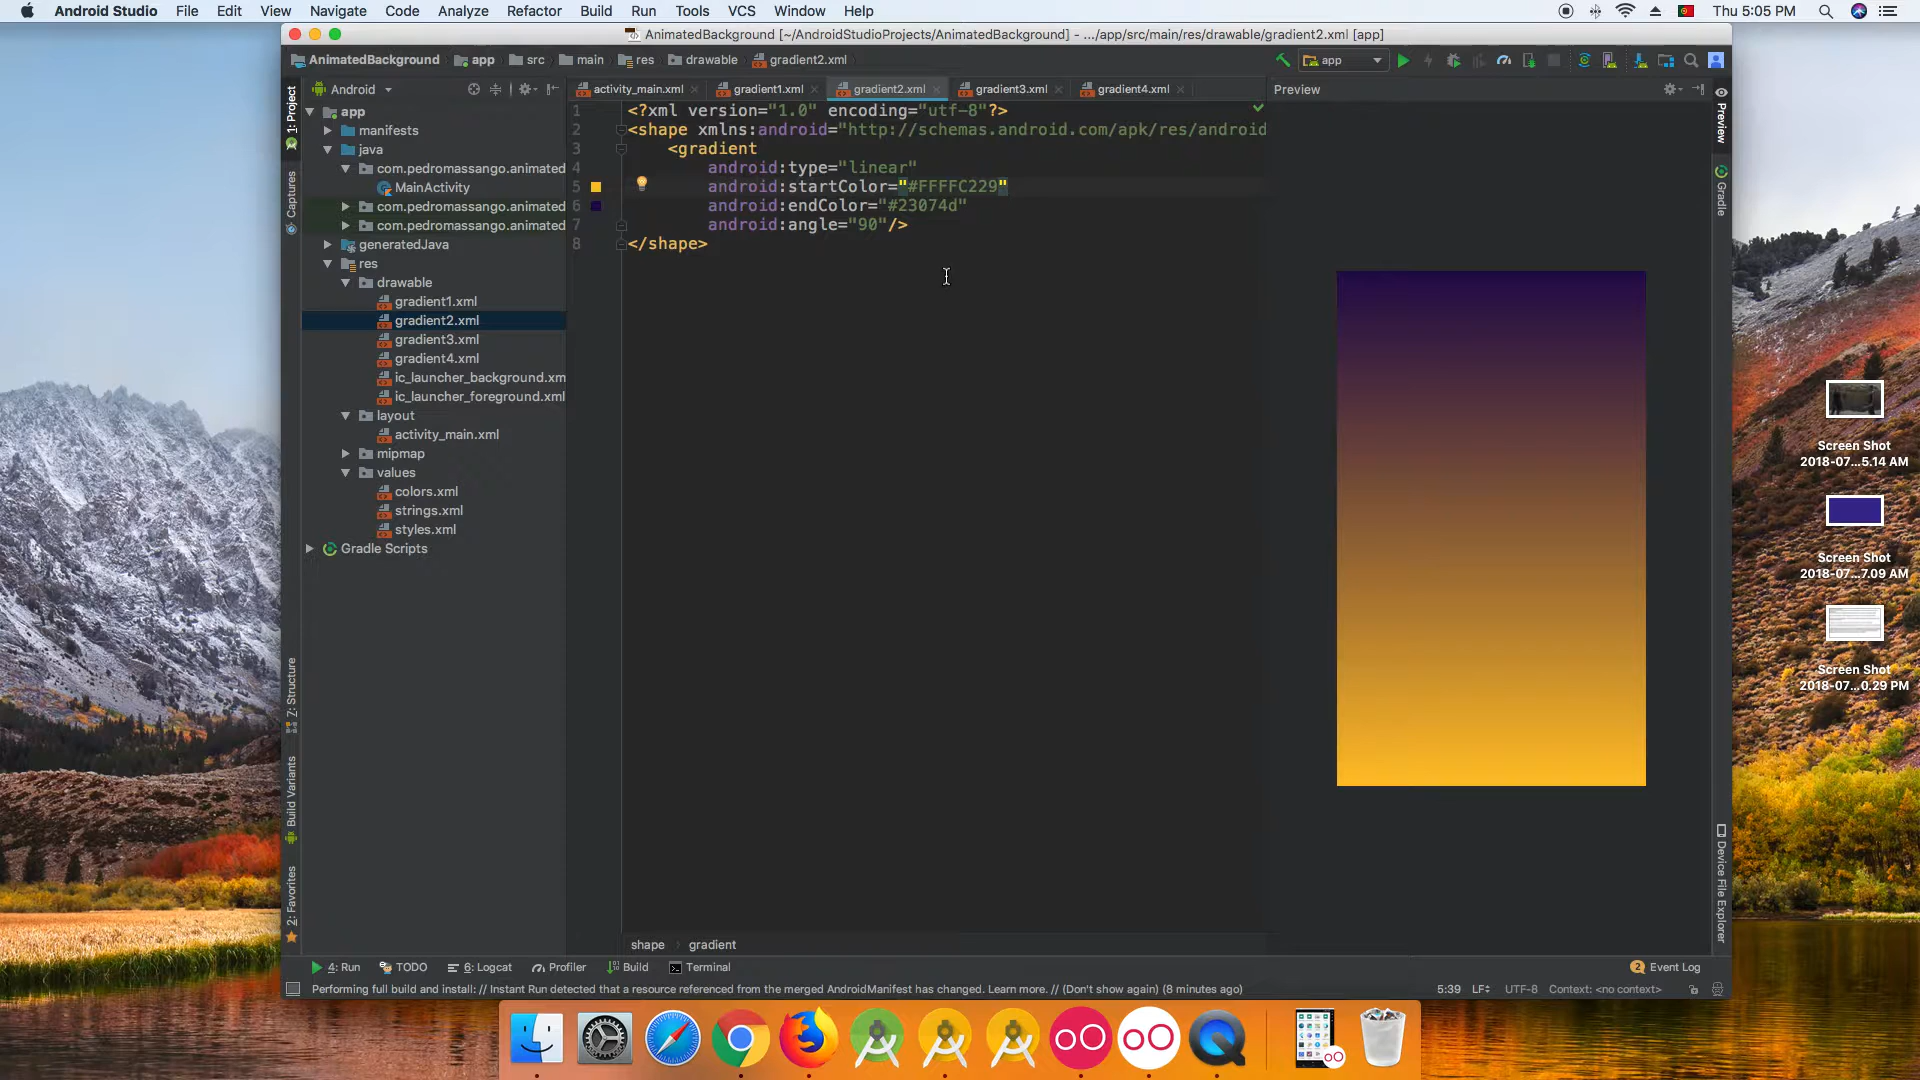 Android Studio File Edit View Navigate Code Analyze Refactor Build Run Tools VCS Window Help Thu 5:05 PM
AnimatedBackground [~/AndroidStudioProjects/AnimatedBackground] - .../app/src/main/res/drawable/gradient2.xml [app]
AnimatedBackground app src main res drawable gradient2.xml app
Android activity_main.xml gradient1.xml gradient2.xml gradient3.xml gradient4.xml Preview
1: Project
Captures
7: Structure
Build Variants
2: Favorites
app
manifests
java
com.pedromassango.animated
MainActivity
com.pedromassango.animated
com.pedromassango.animated
generatedJava
res
drawable
gradient1.xml
gradient2.xml
gradient3.xml
gradient4.xml
ic_launcher_background.xm
ic_launcher_foreground.xml
layout
activity_main.xml
mipmap
values
colors.xml
strings.xml
styles.xml
Gradle Scripts
1 <?xml version="1.0" encoding="utf-8"?>
2 <shape xmlns:android="http://schemas.android.com/apk/res/android
3 <gradient
4 android:type="linear"
5 android:startColor="#FFFFC229"
6 android:endColor="#23074d"
7 android:angle="90"/>
8 </shape>
shape gradient
Preview
Gradle
Device File Explorer
Screen Shot
2018-07...5.14 AM
Screen Shot
2018-07...7.09 AM
Screen Shot
2018-07...0.29 PM
4: Run TODO 6: Logcat Profiler Build Terminal 2 Event Log
Performing full build and install: // Instant Run detected that a resource referenced from the merged AndroidManifest has changed. Learn more. // (Don't show again) (8 minutes ago) 5:39 LF÷ UTF-8 Context: <no context>